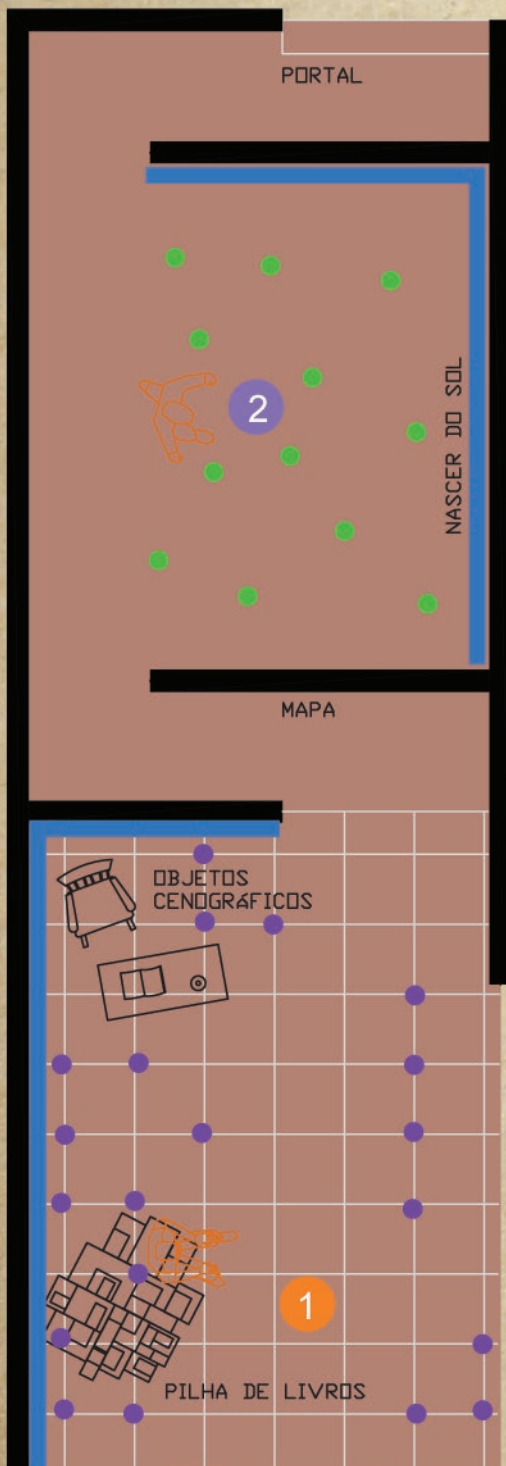 PORTAL
2
NASCER DO SOL
MAPA
OBJETOS
CENOGRÁFICOS
1
PILHA DE LIVROS